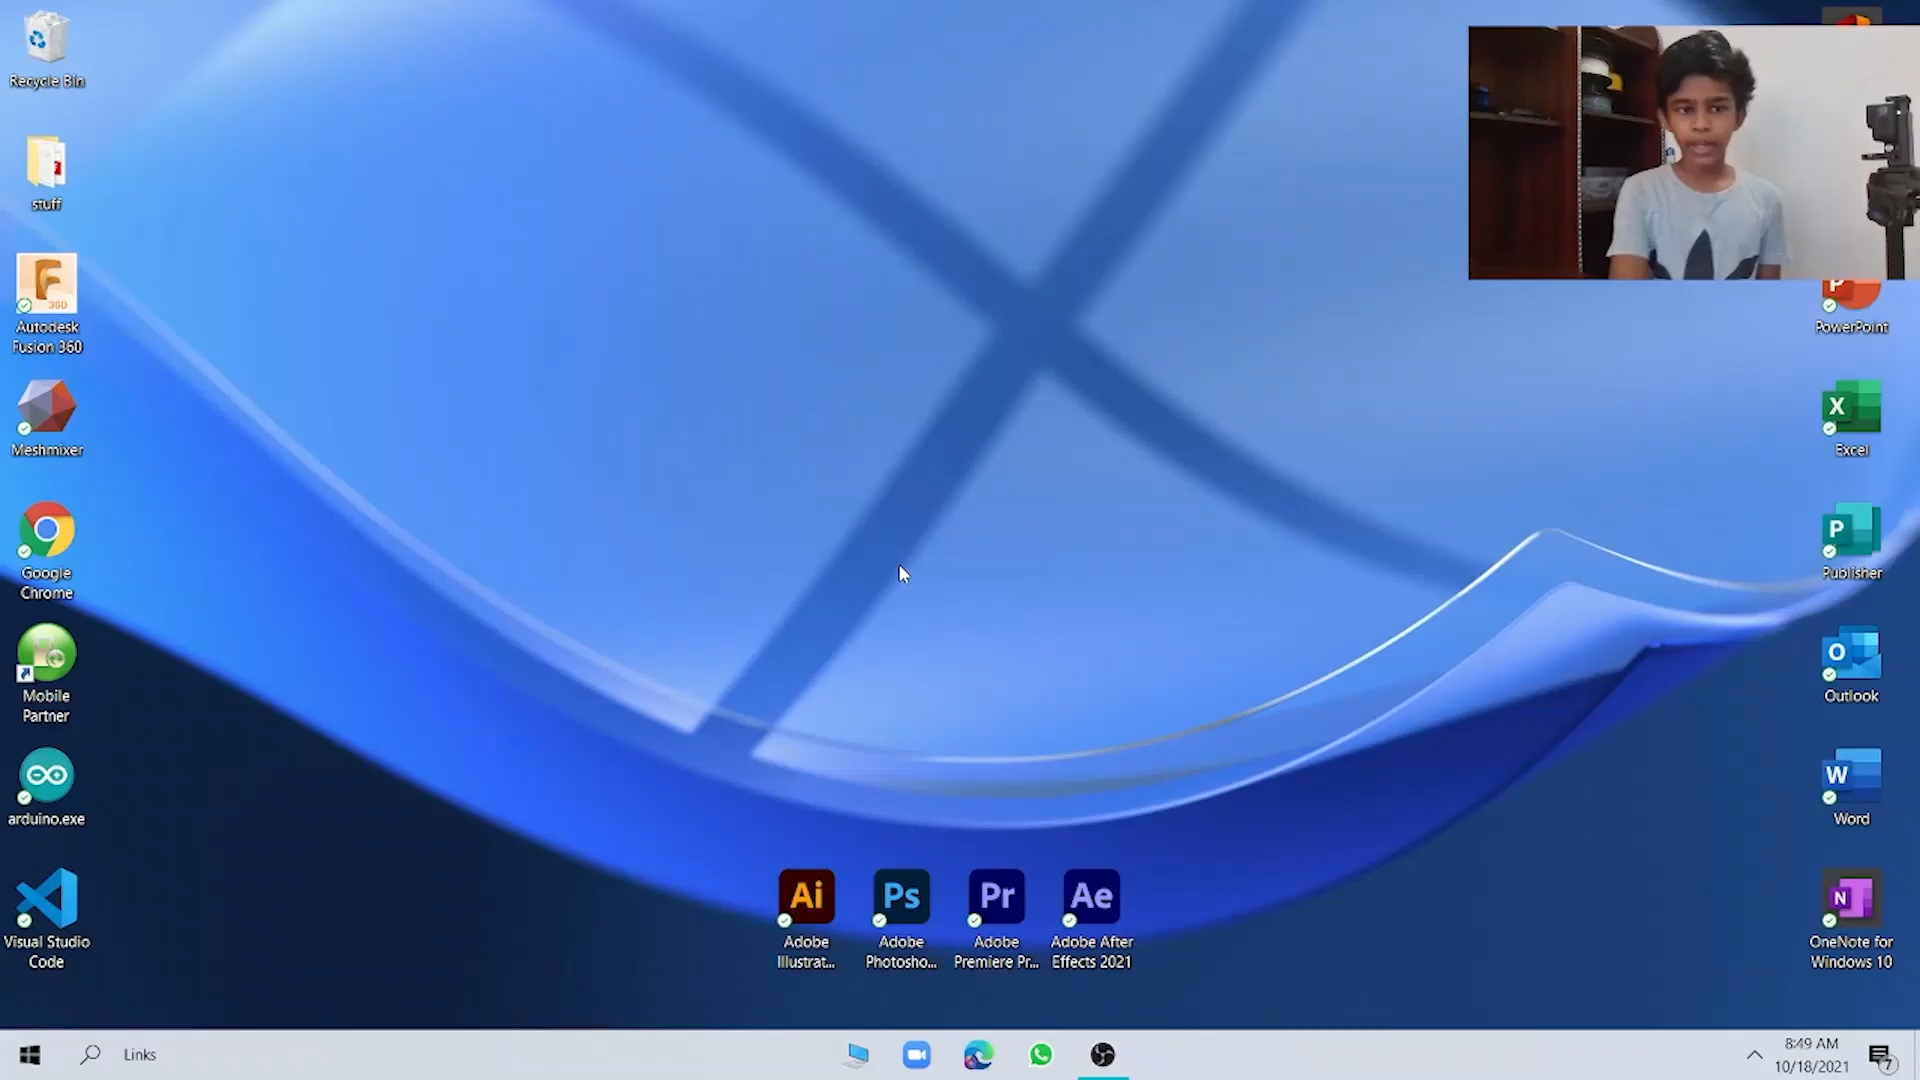 Recycle Bin
stuff
360
Autodesk
Fusion 360
Meshmixer
Google
Chrome
Mobile
Partner
arduino.exe
Visual Studio
Code
Ai
Adobe
Illustrat...
Ps
Adobe
Photosho...
Pr
Adobe
Premiere Pr...
Ae
Adobe After
Effects 2021
P
PowerPoint
X
Excel
P
Publisher
O
Outlook
W
Word
N
OneNote for
Windows 10
Links
8:49 AM
10/18/2021
7